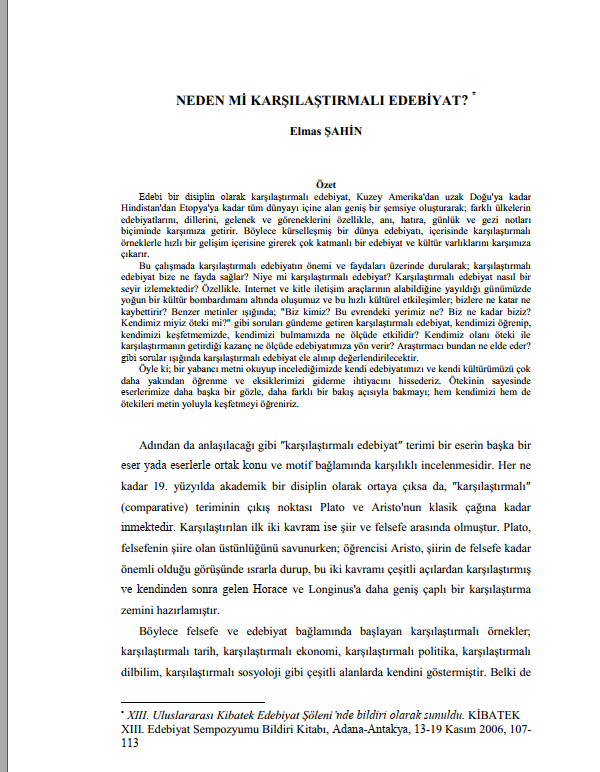 NEDEN Mİ KARŞILAŞTIRMALI EDEBİYAT? *
Elmas ŞAHİN
Özet
Edebi bir disiplin olarak karşılaştırmalı edebiyat, Kuzey Amerika'dan uzak Doğu'ya kadar
Hindistan'dan Etopya'ya kadar tüm dünyayı içine alan geniş bir şemsiye oluşturarak; farklı ülkelerin
edebiyatlarını, dillerini, gelenek ve göreneklerini özellikle, anı, hatıra, günlük ve gezi notları
biçiminde karşımıza getirir. Böylece kürselleşmiş bir dünya edebiyatı, içerisinde karşılaştırmalı
örneklerle hızlı bir gelişim içerisine girerek çok katmanlı bir edebiyat ve kültür varlıklarını karşımıza
çıkarır.
Bu çalışmada karşılaştırmalı edebiyatın önemi ve faydaları üzerinde durularak; karşılaştırmalı
edebiyat bize ne fayda sağlar? Niye mi karşılaştırmalı edebiyat? Karşılaştırmalı edebiyat nasıl bir
seyir izlemektedir? Özellikle. Internet ve kitle iletişim araçlarının alabildiğine yayıldığı günümüzde
yoğun bir kültür bombardımanı altında oluşumuz ve bu hızlı kültürel etkileşimler; bizlere ne katar ne
kaybettirir? Benzer metinler ışığında; "Biz kimiz? Bu evrendeki yerimiz ne? Biz ne kadar biziz?
Kendimiz miyiz öteki mi?" gibi soruları gündeme getiren karşılaştırmalı edebiyat, kendimizi öğrenip,
kendimizi keşfetmemizde, kendimizi bulmamızda ne ölçüde etkilidir? Kendimiz olanı öteki ile
karşılaştırmanın getirdiği kazanç ne ölçüde edebiyatımıza yön verir? Araştırmacı bundan ne elde eder?
gibi sorular ışığında karşılaştırmalı edebiyat ele alınıp değerlendirilecektir.
Öyle ki; bir yabancı metni okuyup incelediğimizde kendi edebiyatımızı ve kendi kültürümüzü çok
daha yakından öğrenme ve eksiklerimizi giderme ihtiyacını hissederiz. Ötekinin sayesinde
eserlerimize daha başka bir gözle, daha farklı bir bakış açısıyla bakmayı; hem kendimizi hem de
ötekileri metin yoluyla keşfetmeyi öğreniriz.
Adından da anlaşılacağı gibi "karşılaştırmalı edebiyat" terimi bir eserin başka bir
eser yada eserlerle ortak konu ve motif bağlamında karşılıklı incelenmesidir. Her ne
kadar 19. yüzyılda akademik bir disiplin olarak ortaya çıksa da, "karşılaştırmalı"
(comparative) teriminin çıkış noktası Plato ve Aristo'nun klasik çağına kadar
inmektedir. Karşılaştırılan ilk iki kavram ise şiir ve felsefe arasında olmuştur. Plato,
felsefenin şiire olan üstünlüğünü savunurken; öğrencisi Aristo, şiirin de felsefe kadar
önemli olduğu görüşünde ısrarla durup, bu iki kavramı çeşitli açılardan karşılaştırmış
ve kendinden sonra gelen Horace ve Longinus'a daha geniş çaplı bir karşılaştırma
zemini hazırlamıştır.
Böylece felsefe ve edebiyat bağlamında başlayan karşılaştırmalı örnekler;
karşılaştırmalı tarih, karşılaştırmalı ekonomi, karşılaştırmalı politika, karşılaştırmalı
dilbilim, karşılaştırmalı sosyoloji gibi çeşitli alanlarda kendini göstermiştir. Belki de
* XIII. Uluslararası Kibatek Edebiyat Şöleni'nde bildiri olarak sunuldu. KİBATEK
XIII. Edebiyat Sempozyumu Bildiri Kitabı, Adana-Antakya, 13-19 Kasım 2006, 107-
113